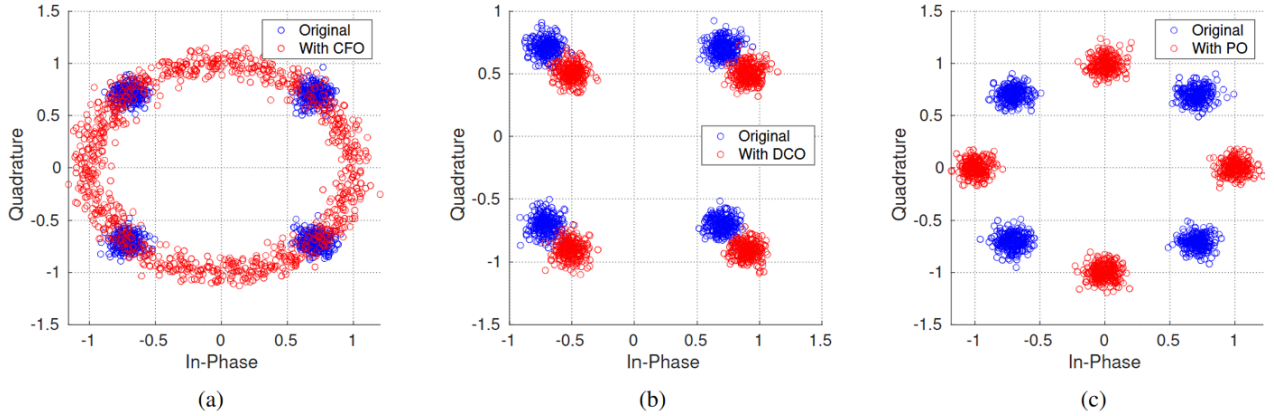 1.5
1
0.5
0
-0.5
-1
-1.5
-1
-0.5
0
0.5
1
Quadrature
In-Phase
Original
With CFO
(a)
1
0.5
0
-0.5
-1
-1.5
-1
-0.5
0
0.5
1
1.5
Quadrature
In-Phase
Original
With DCO
(b)
1.5
1
0.5
0
-0.5
-1
-1.5
-1
-0.5
0
0.5
1
Quadrature
In-Phase
Original
With PO
(c)